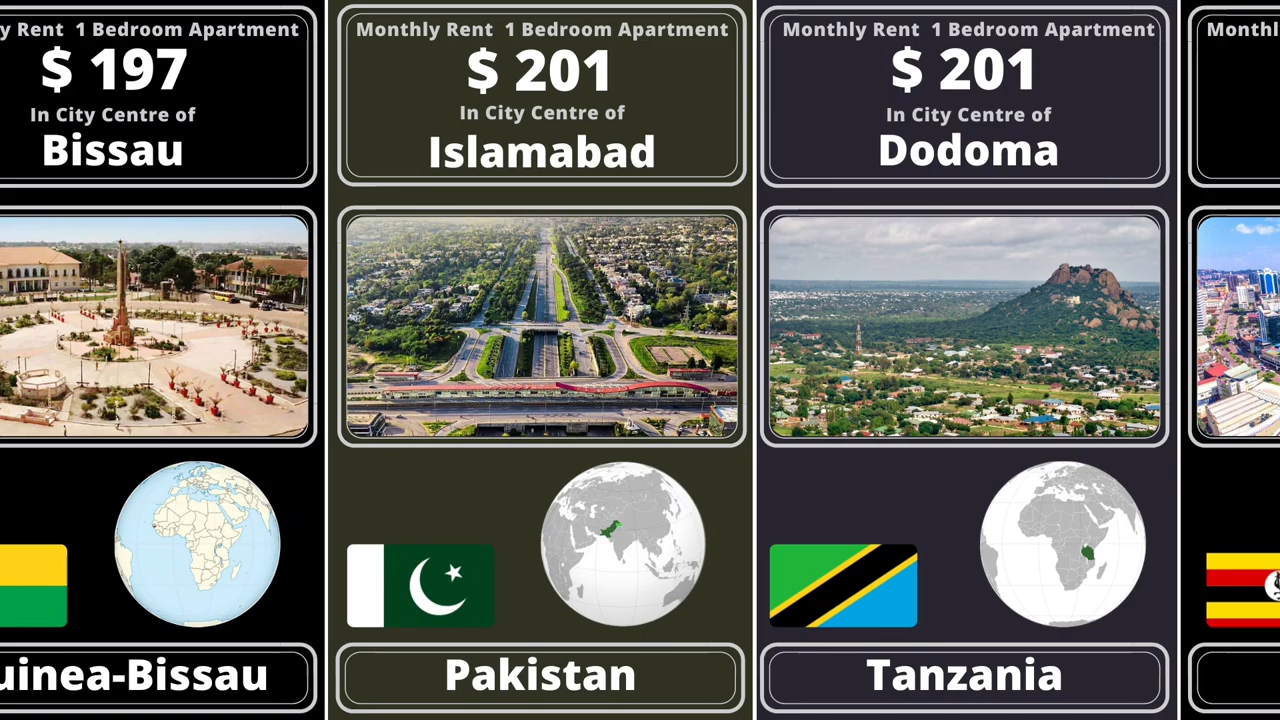 y Rent 1 Bedroom Apartment
$ 197
In City Centre of
Bissau
uinea-Bissau
Monthly Rent 1 Bedroom Apartment
$ 201
In City Centre of
Islamabad
Pakistan
Monthly Rent 1 Bedroom Apartment
$ 201
In City Centre of
Dodoma
Tanzania
Monthl